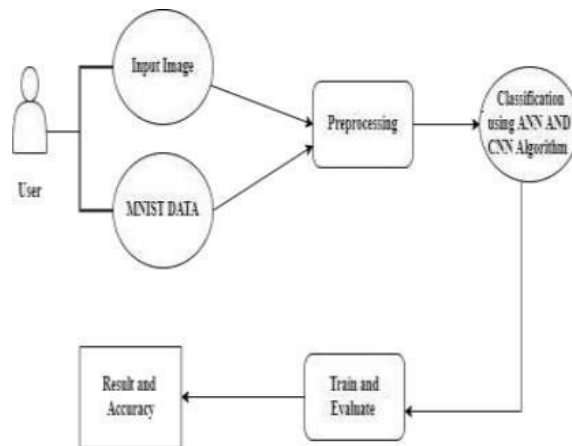 Input Image
User
MNIST DATA
Preprocessing
Classification
using ANN AND
CNN Algorithm
Result and
Accuracy
Train and
Evaluate